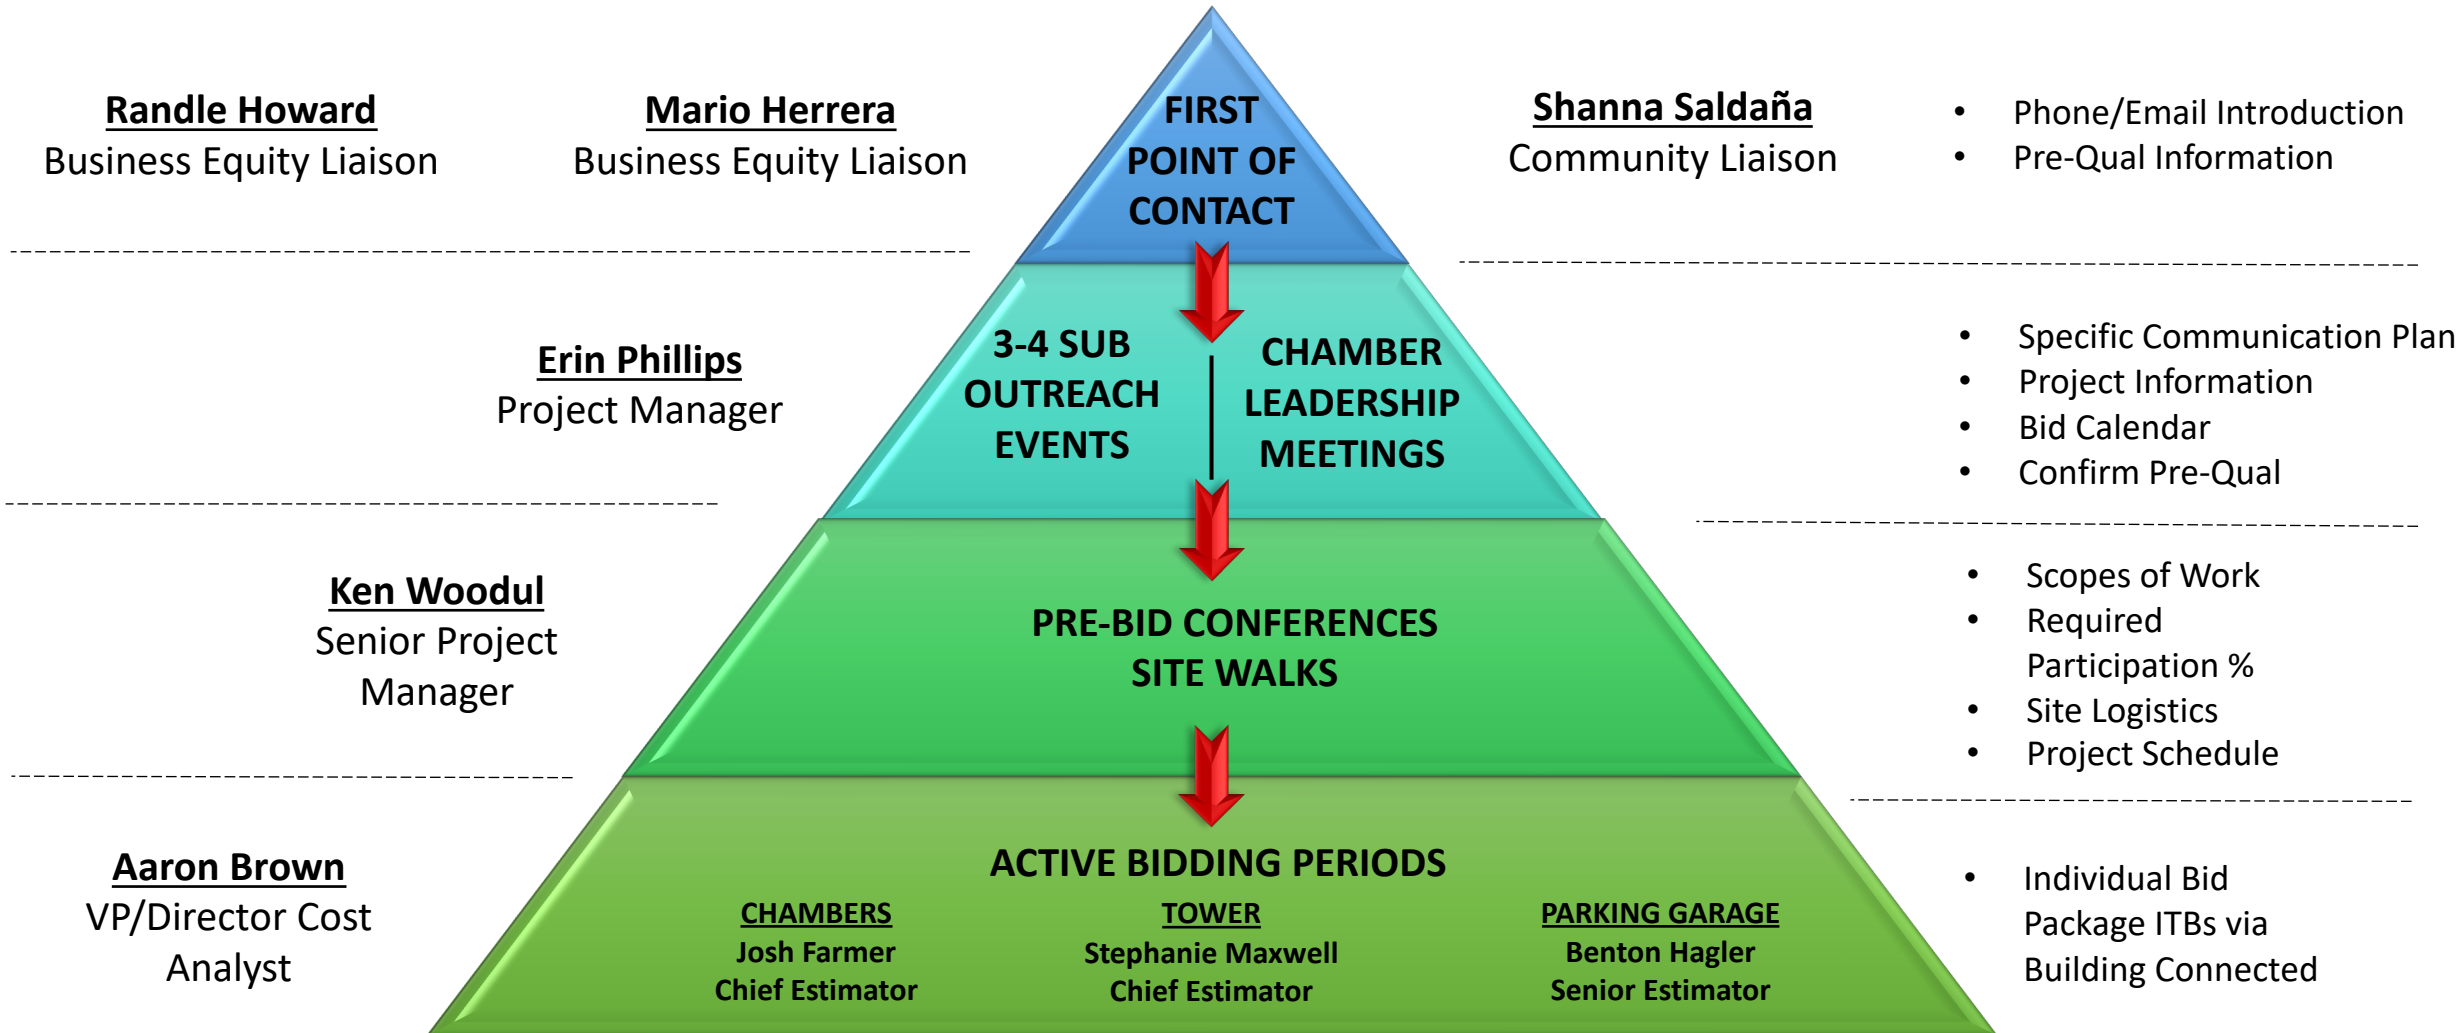 Randle Howard
Business Equity Liaison
Mario Herrera
Business Equity Liaison
FIRST
POINT OF
CONTACT
Shanna Saldaña
Community Liaison
• Phone/Email Introduction
• Pre-Qual Information
Erin Phillips
Project Manager
3-4 SUB
OUTREACH
EVENTS
CHAMBER
LEADERSHIP
MEETINGS
• Specific Communication Plan
• Project Information
• Bid Calendar
• Confirm Pre-Qual
Ken Woodul
Senior Project
Manager
PRE-BID CONFERENCES
SITE WALKS
• Scopes of Work
• Required
Participation %
• Site Logistics
• Project Schedule
Aaron Brown
VP/Director Cost
Analyst
ACTIVE BIDDING PERIODS
CHAMBERS
Josh Farmer
Chief Estimator
TOWER
Stephanie Maxwell
Chief Estimator
PARKING GARAGE
Benton Hagler
Senior Estimator
• Individual Bid
Package ITBs via
Building Connected